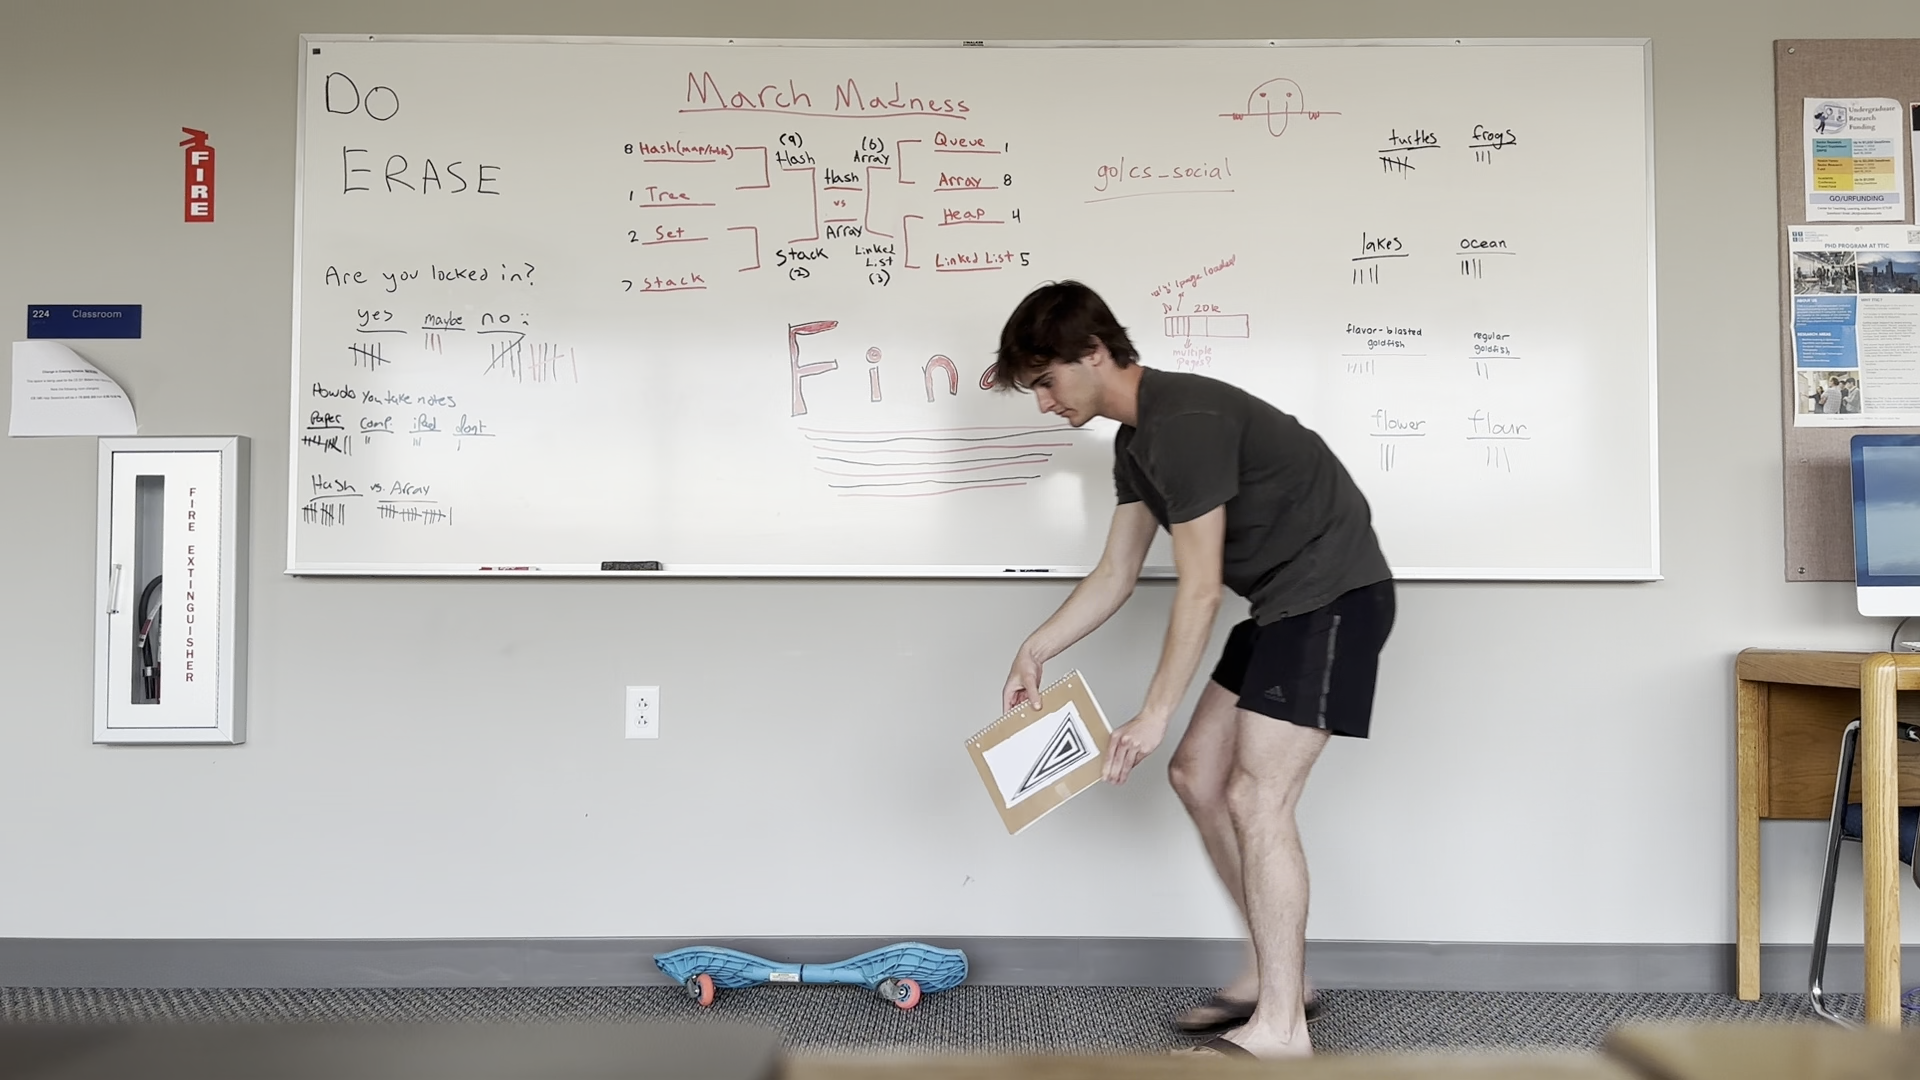 DO
ERASE
Are you locked in?
yes maybe no :
How do you take notes
Paper comp. iPad dont
Hash vs. Array
March Madness
8 Hash(map/table)
1 Tree
2 Set
7 Stack
(9)
Hash
Stack
(2)
Hash
vs
Array
(6)
Array
Linked
List
(3)
Queue 1
Array 8
Heap 4
Linked List 5
Fin
go/cs_social
20k
multiple
pages?
turtles frogs
lakes ocean
flavor-blasted
goldfish
regular
goldfish
flower flour
FIRE
224 Classroom
FIRE EXTINGUISHER
Undergraduate
Research
Funding
GO/URFUNDING
PHD PROGRAM AT TTIC